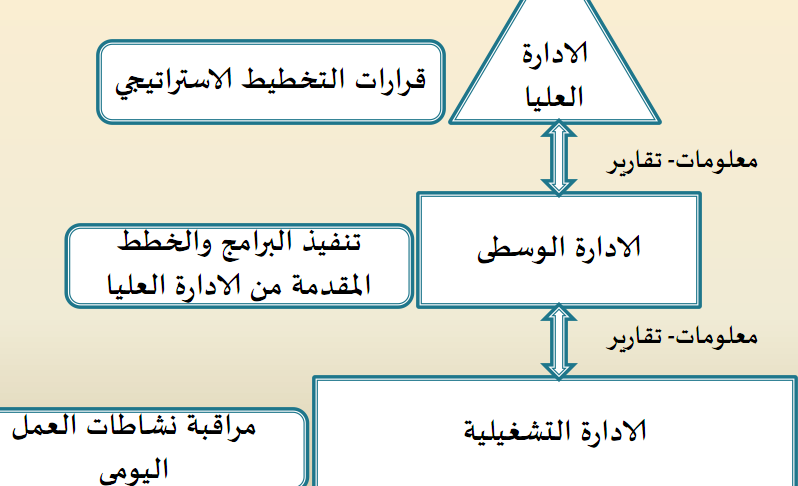 الادارة
العليا
قرارات التخطيط الاستراتيجي
معلومات- تقارير
الادارة الوسطى
تنفيذ البرامج والخطط
المقدمة من الادارة العليا
معلومات- تقارير
الادارة التشغيلية
مراقبة نشاطات العمل
اليومي